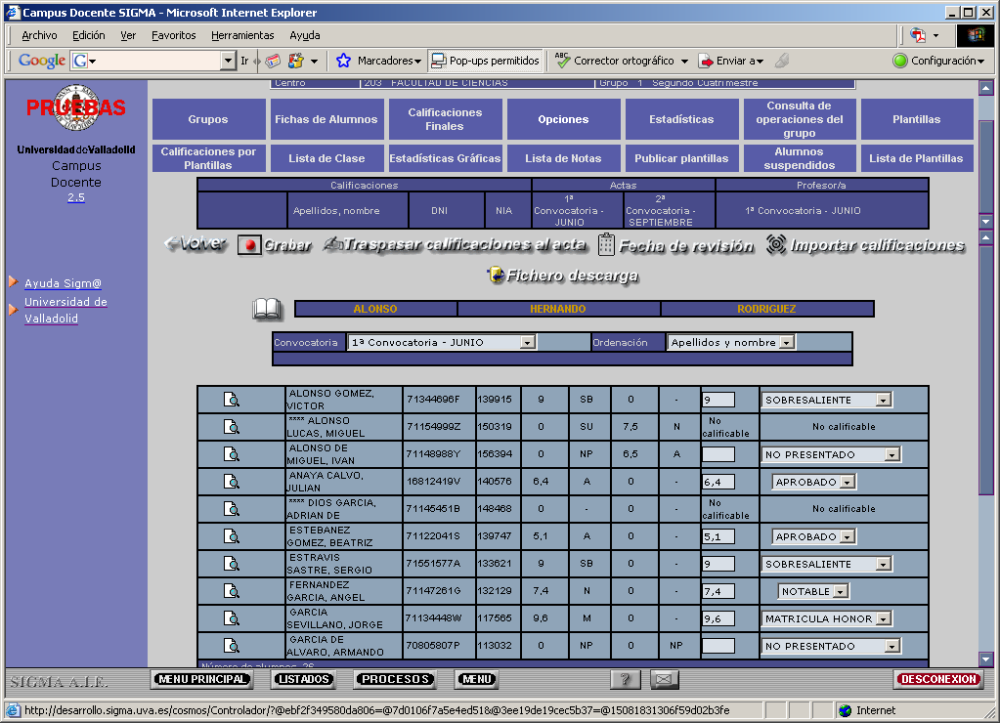 Campus Docente SIGMA - Microsoft Internet Explorer
Archivo Edición Ver Favoritos Herramientas Ayuda
Google G Ir Marcadores Pop-ups permitidos ABC Corrector ortográfico Enviar a Configuración
Centro 203 FACULTAD DE CIENCIAS Grupo 1 Segundo Cuatrimestre
PRUEBAS
Universidad de Valladolid
Campus
Docente
2.5
Ayuda Sigm@
Universidad de
Valladolid
Grupos Fichas de Alumnos Calificaciones Finales Opciones Estadísticas Consulta de operaciones del grupo Plantillas
Calificaciones por Plantillas Lista de Clase Estadísticas Gráficas Lista de Notas Publicar plantillas Alumnos suspendidos Lista de Plantillas
Calificaciones Actas Profesor/a
Apellidos, nombre DNI NIA 1ª Convocatoria - JUNIO 2ª Convocatoria - SEPTIEMBRE 1ª Convocatoria - JUNIO
Volver Grabar Traspasar calificaciones al acta Fecha de revisión Importar calificaciones
Fichero descarga
ALONSO HERNANDO RODRIGUEZ
Convocatoria 1ª Convocatoria - JUNIO Ordenación Apellidos y nombre
ALONSO GOMEZ, VICTOR 71344696F 139915 9 SB 0 - 9 SOBRESALIENTE
**** ALONSO LUCAS, MIGUEL 71154999Z 150319 0 SU 7,5 N No calificable No calificable
ALONSO DE MIGUEL, IVAN 71148988Y 156394 0 NP 6,5 A NO PRESENTADO
ANAYA CALVO, JULIAN 16812419V 140576 6,4 A 0 - 6,4 APROBADO
**** DIOS GARCIA, ADRIAN DE 71145451B 148468 0 - 0 - No calificable No calificable
ESTEBANEZ GOMEZ, BEATRIZ 71122041S 139747 5,1 A 0 - 5,1 APROBADO
ESTRAVIS SASTRE, SERGIO 71551577A 133621 9 SB 0 - 9 SOBRESALIENTE
FERNANDEZ GARCIA, ANGEL 71147261G 132129 7,4 N 0 - 7,4 NOTABLE
GARCIA SEVILLANO, JORGE 71134448W 117565 9,6 M 0 - 9,6 MATRICULA HONOR
GARCIA DE ALVARO, ARMANDO 70805807P 113032 0 NP 0 NP NO PRESENTADO
Número de alumnos: 26
SIGMA A.I.E. MENU PRINCIPAL LISTADOS PROCESOS MENU ? DESCONEXION
http://desarrollo.sigma.uva.es/cosmos/Controlador/?@ebf2f349580da806=@7d0106f7a5e4ed51&@3ee19de19cec5b37=@15081831306f59d02b3fe Internet